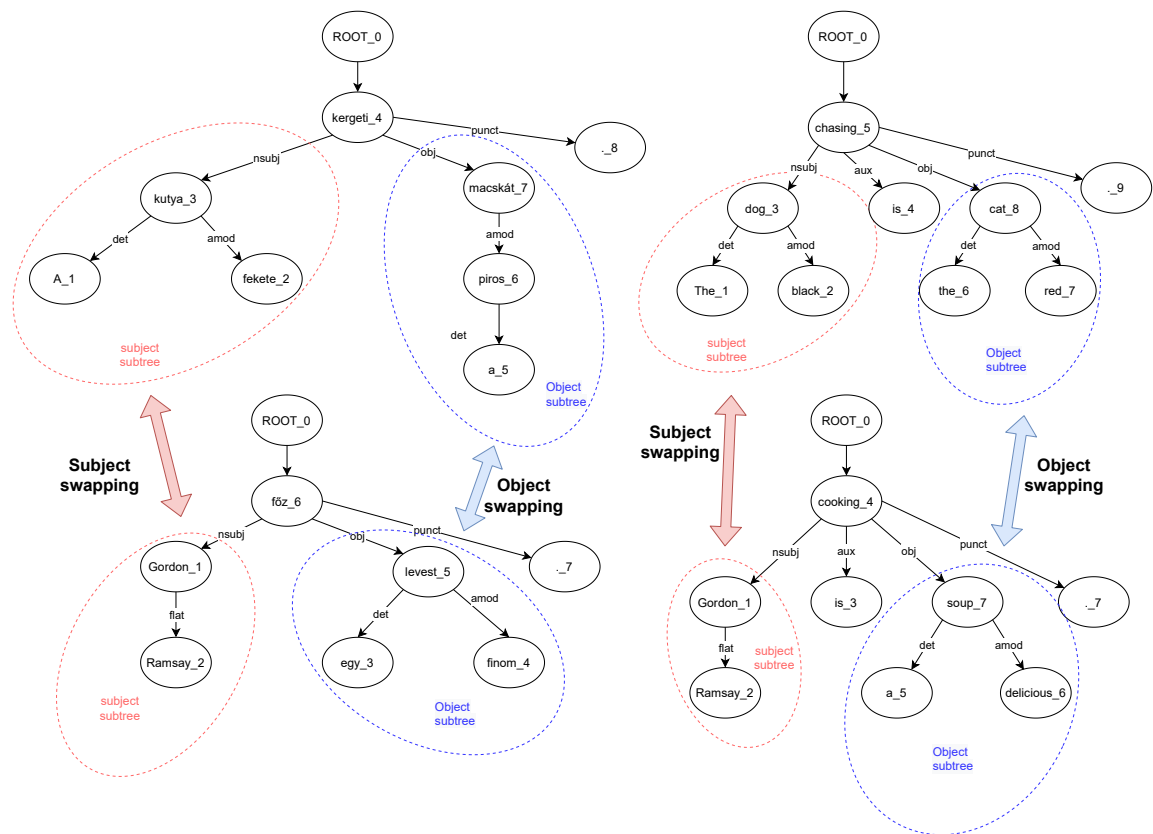 ROOT_0
kergeti_4
punct
._8
nsubj
obj
kutya_3
macskát_7
det
amod
amod
A_1
fekete_2
piros_6
det
a_5
subject
subtree
Object
subtree
ROOT_0
chasing_5
punct
._9
nsubj
aux
obj
dog_3
is_4
cat_8
det
amod
det
amod
The_1
black_2
the_6
red_7
subject
subtree
Object
subtree
Subject
swapping
Object
swapping
Subject
swapping
Object
swapping
ROOT_0
főz_6
punct
._7
nsubj
obj
Gordon_1
levest_5
flat
det
amod
Ramsay_2
egy_3
finom_4
subject
subtree
Object
subtree
ROOT_0
cooking_4
punct
._7
nsubj
aux
obj
Gordon_1
is_3
soup_7
flat
det
amod
Ramsay_2
a_5
delicious_6
subject
subtree
Object
subtree